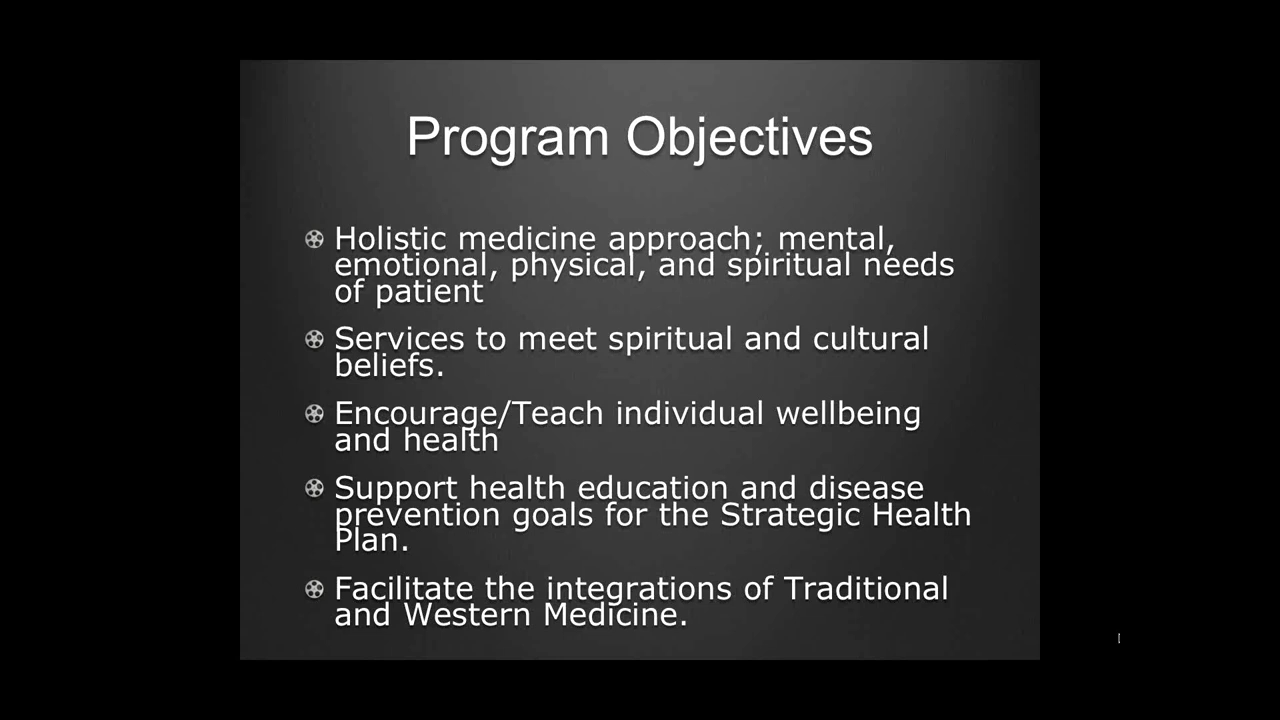 Program Objectives
Holistic medicine approach; mental,
emotional, physical, and spiritual needs
of patient
Services to meet spiritual and cultural
beliefs.
Encourage/Teach individual wellbeing
and health
Support health education and disease
prevention goals for the Strategic Health
Plan.
Facilitate the integrations of Traditional
and Western Medicine.